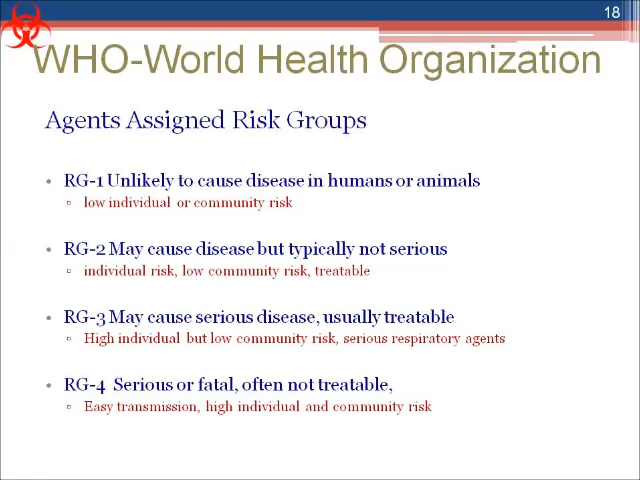 18
WHO-World Health Organization
Agents Assigned Risk Groups
• RG-1 Unlikely to cause disease in humans or animals
▫ low individual or community risk
• RG-2 May cause disease but typically not serious
▫ individual risk, low community risk, treatable
• RG-3 May cause serious disease, usually treatable
▫ High individual but low community risk, serious respiratory agents
• RG-4 Serious or fatal, often not treatable,
▫ Easy transmission, high individual and community risk